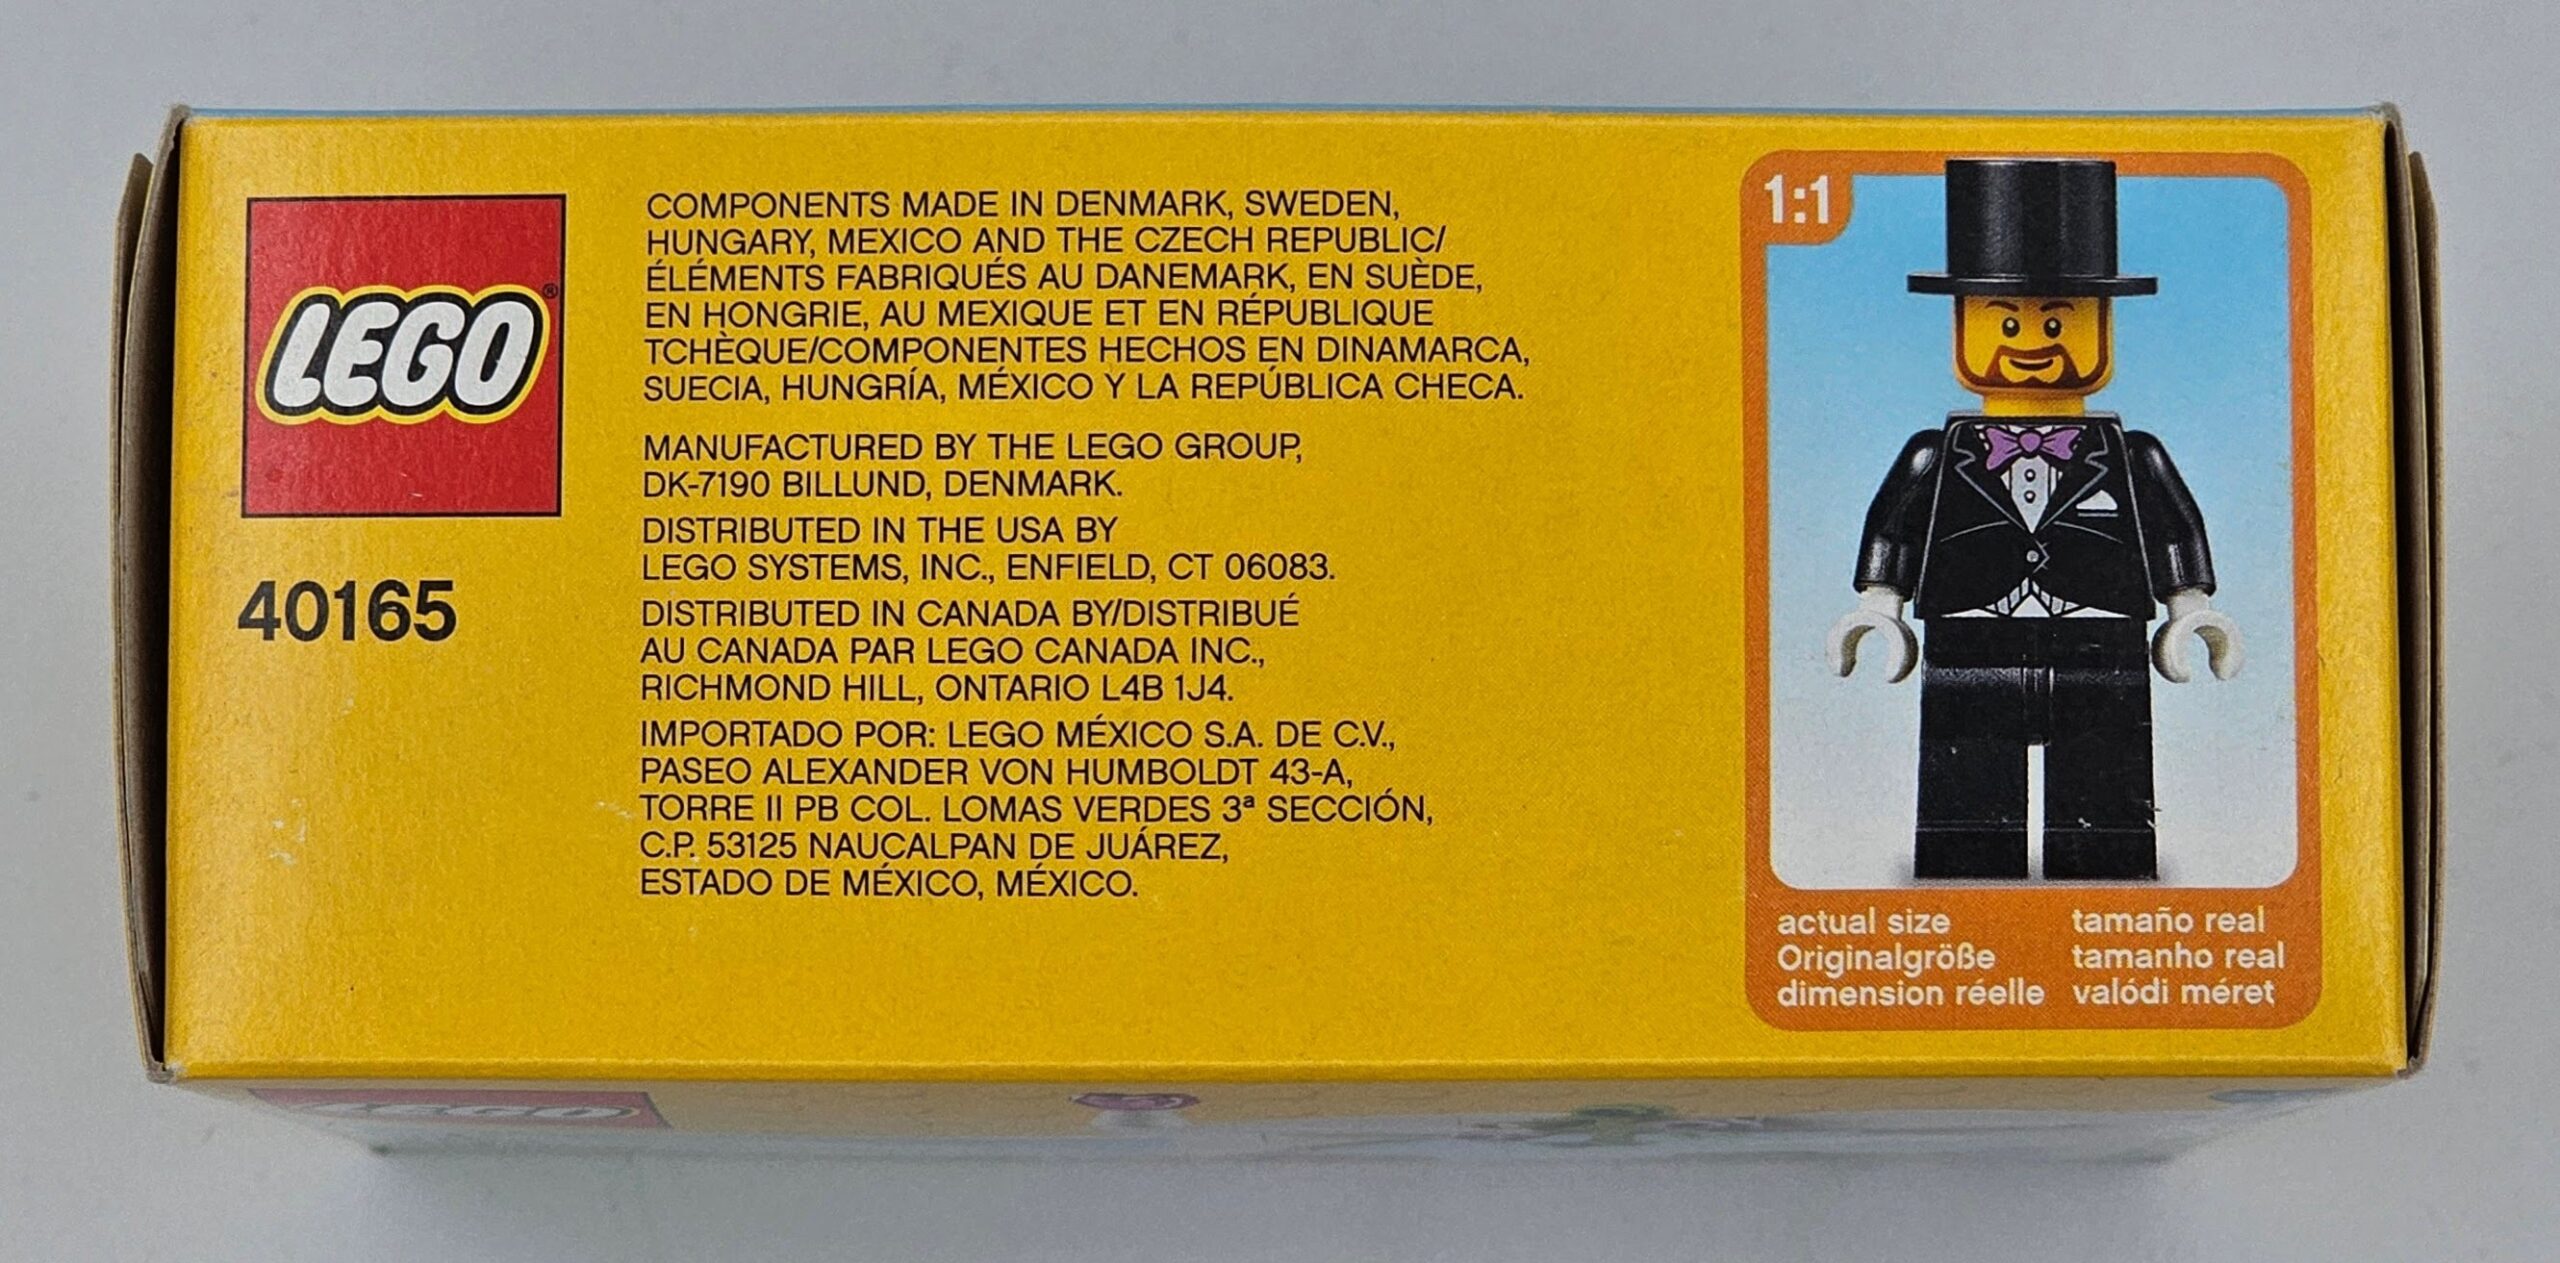 LEGO®
40165
COMPONENTS MADE IN DENMARK, SWEDEN,
HUNGARY, MEXICO AND THE CZECH REPUBLIC/
ÉLÉMENTS FABRIQUÉS AU DANEMARK, EN SUÈDE,
EN HONGRIE, AU MEXIQUE ET EN RÉPUBLIQUE
TCHÈQUE/COMPONENTES HECHOS EN DINAMARCA,
SUECIA, HUNGRÍA, MÉXICO Y LA REPÚBLICA CHECA.
MANUFACTURED BY THE LEGO GROUP,
DK-7190 BILLUND, DENMARK.
DISTRIBUTED IN THE USA BY
LEGO SYSTEMS, INC., ENFIELD, CT 06083.
DISTRIBUTED IN CANADA BY/DISTRIBUÉ
AU CANADA PAR LEGO CANADA INC.,
RICHMOND HILL, ONTARIO L4B 1J4.
IMPORTADO POR: LEGO MÉXICO S.A. DE C.V.,
PASEO ALEXANDER VON HUMBOLDT 43-A,
TORRE II PB COL. LOMAS VERDES 3ª SECCIÓN,
C.P. 53125 NAUCALPAN DE JUÁREZ,
ESTADO DE MÉXICO, MÉXICO.
1:1
actual size
Originalgröße
dimension réelle
tamaño real
tamanho real
valódi méret
LEGO